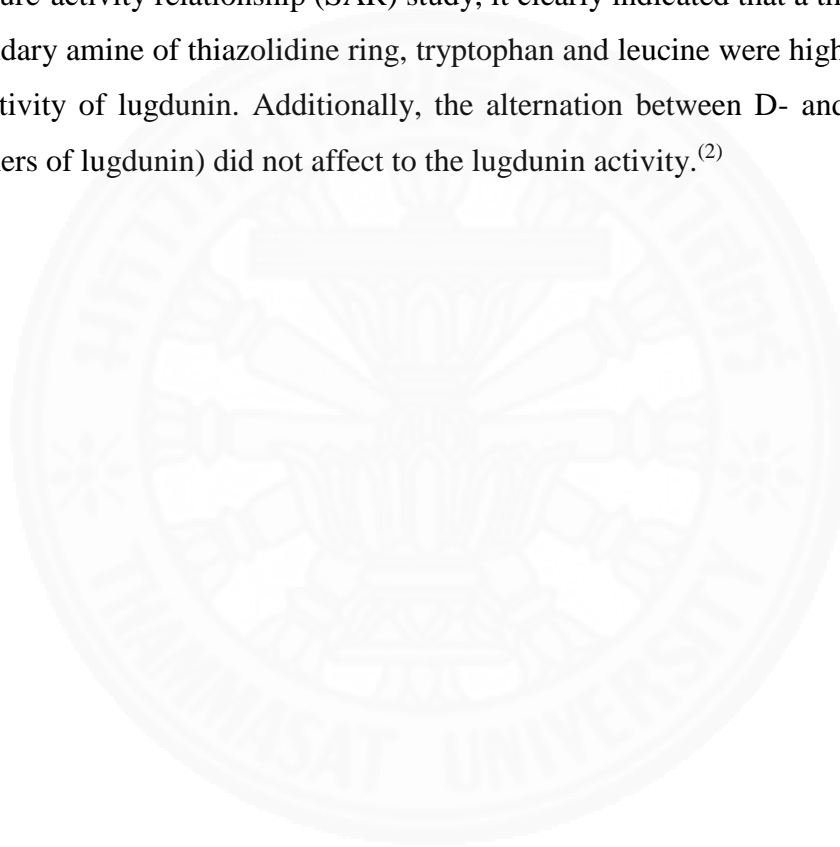 ure-activity relationship (SAR) study, it clearly indicated that a th
dary amine of thiazolidine ring, tryptophan and leucine were high
tivity of lugdunin. Additionally, the alternation between D- and
ers of lugdunin) did not affect to the lugdunin activity.(2)
THAMMASAT UNIVERSITY